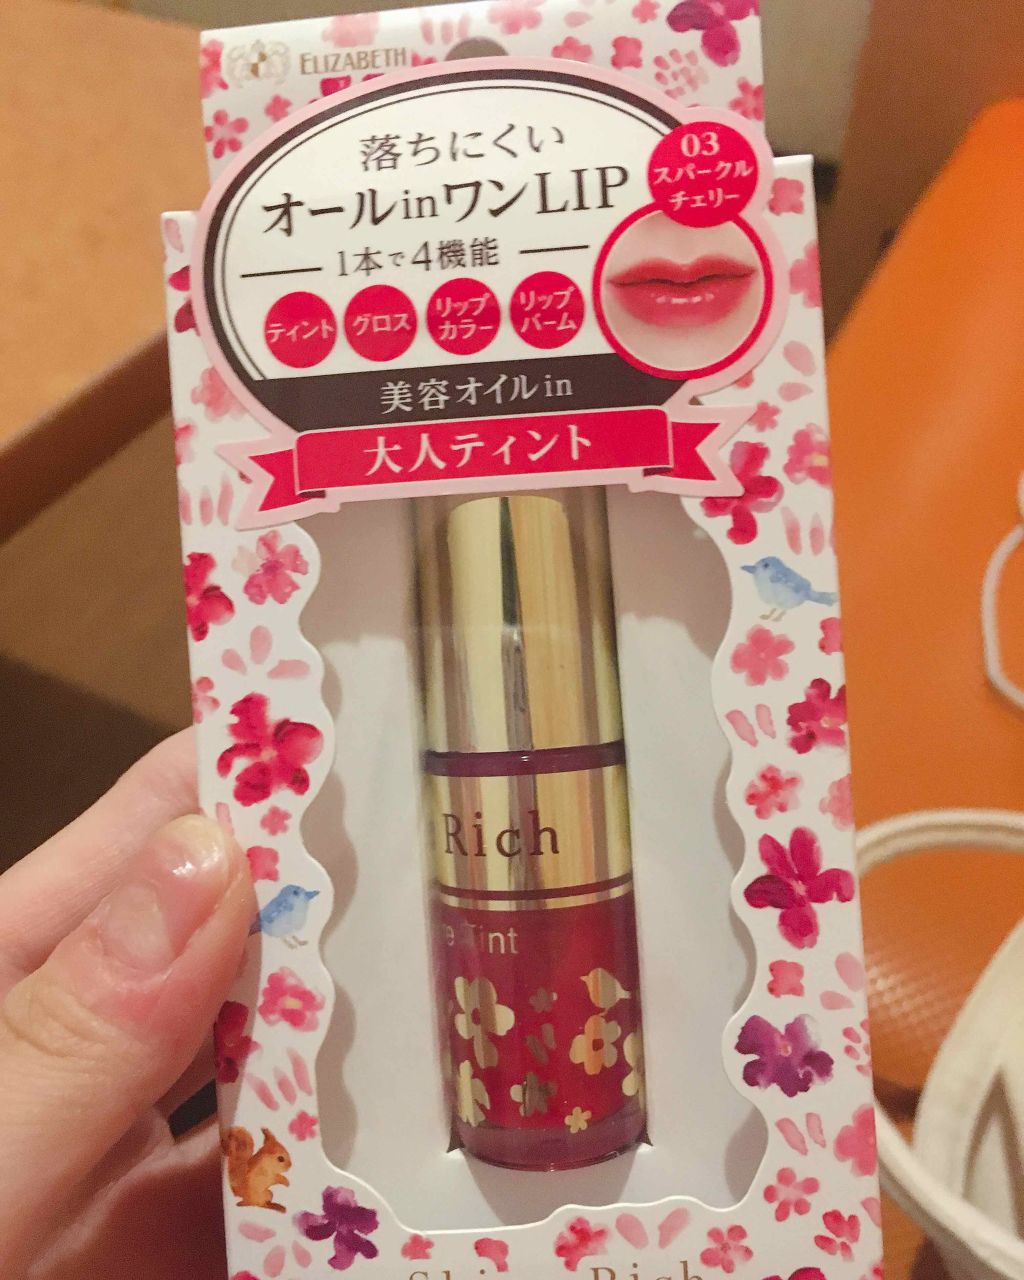 ELIZABETH
落ちにくい
オールinワンLIP
1本で4機能
ティント
グロス
リップ
カラー
リップ
バーム
03
スパークル
チェリー
美容オイルin
大人ティント
Rich
Tint
Rich